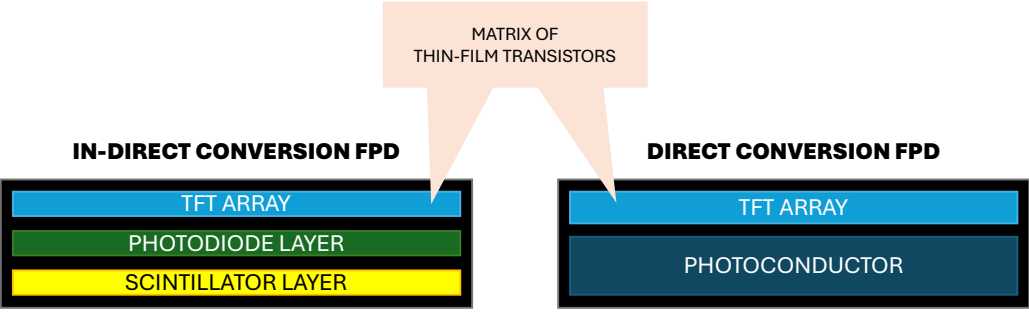 MATRIX OF
THIN-FILM TRANSISTORS
IN-DIRECT CONVERSION FPD
TFT ARRAY
PHOTODIODE LAYER
SCINTILLATOR LAYER
DIRECT CONVERSION FPD
TFT ARRAY
PHOTOCONDUCTOR